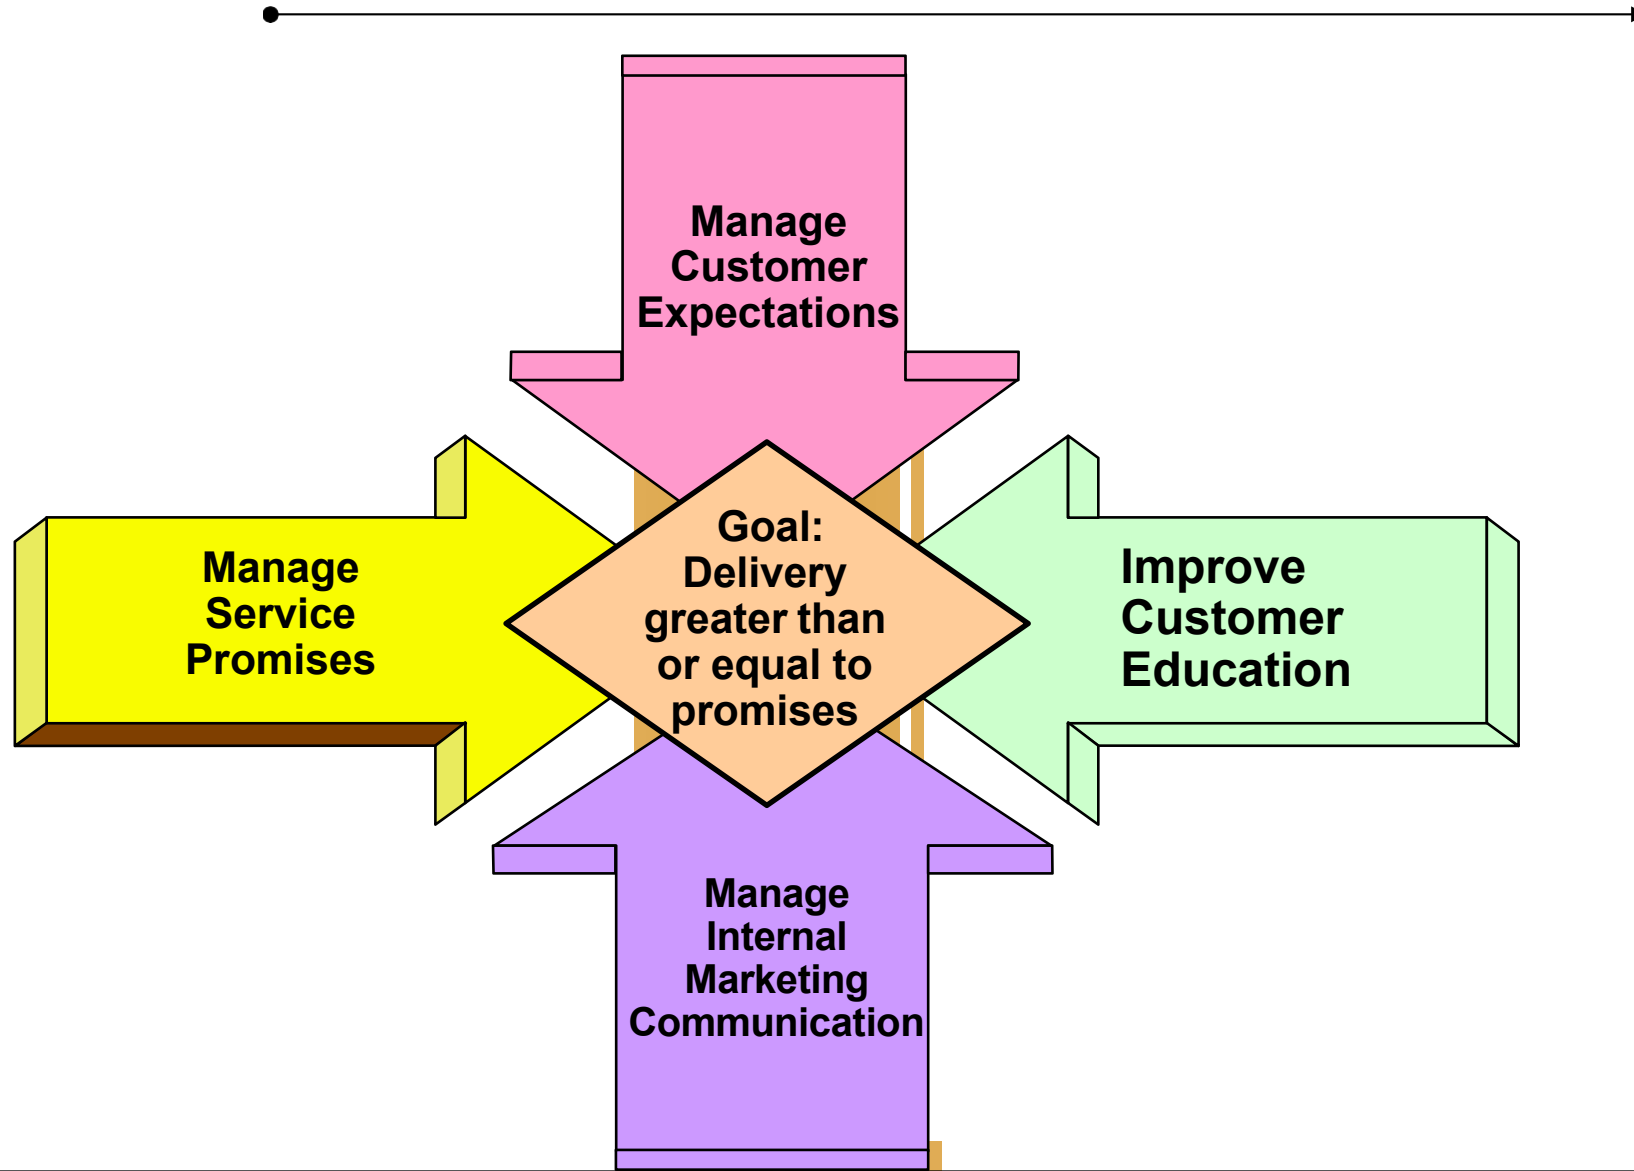 Manage
Customer
Expectations
Manage
Service
Promises
Goal:
Delivery
greater than
or equal to
promises
Improve
Customer
Education
Manage
Internal
Marketing
Communication